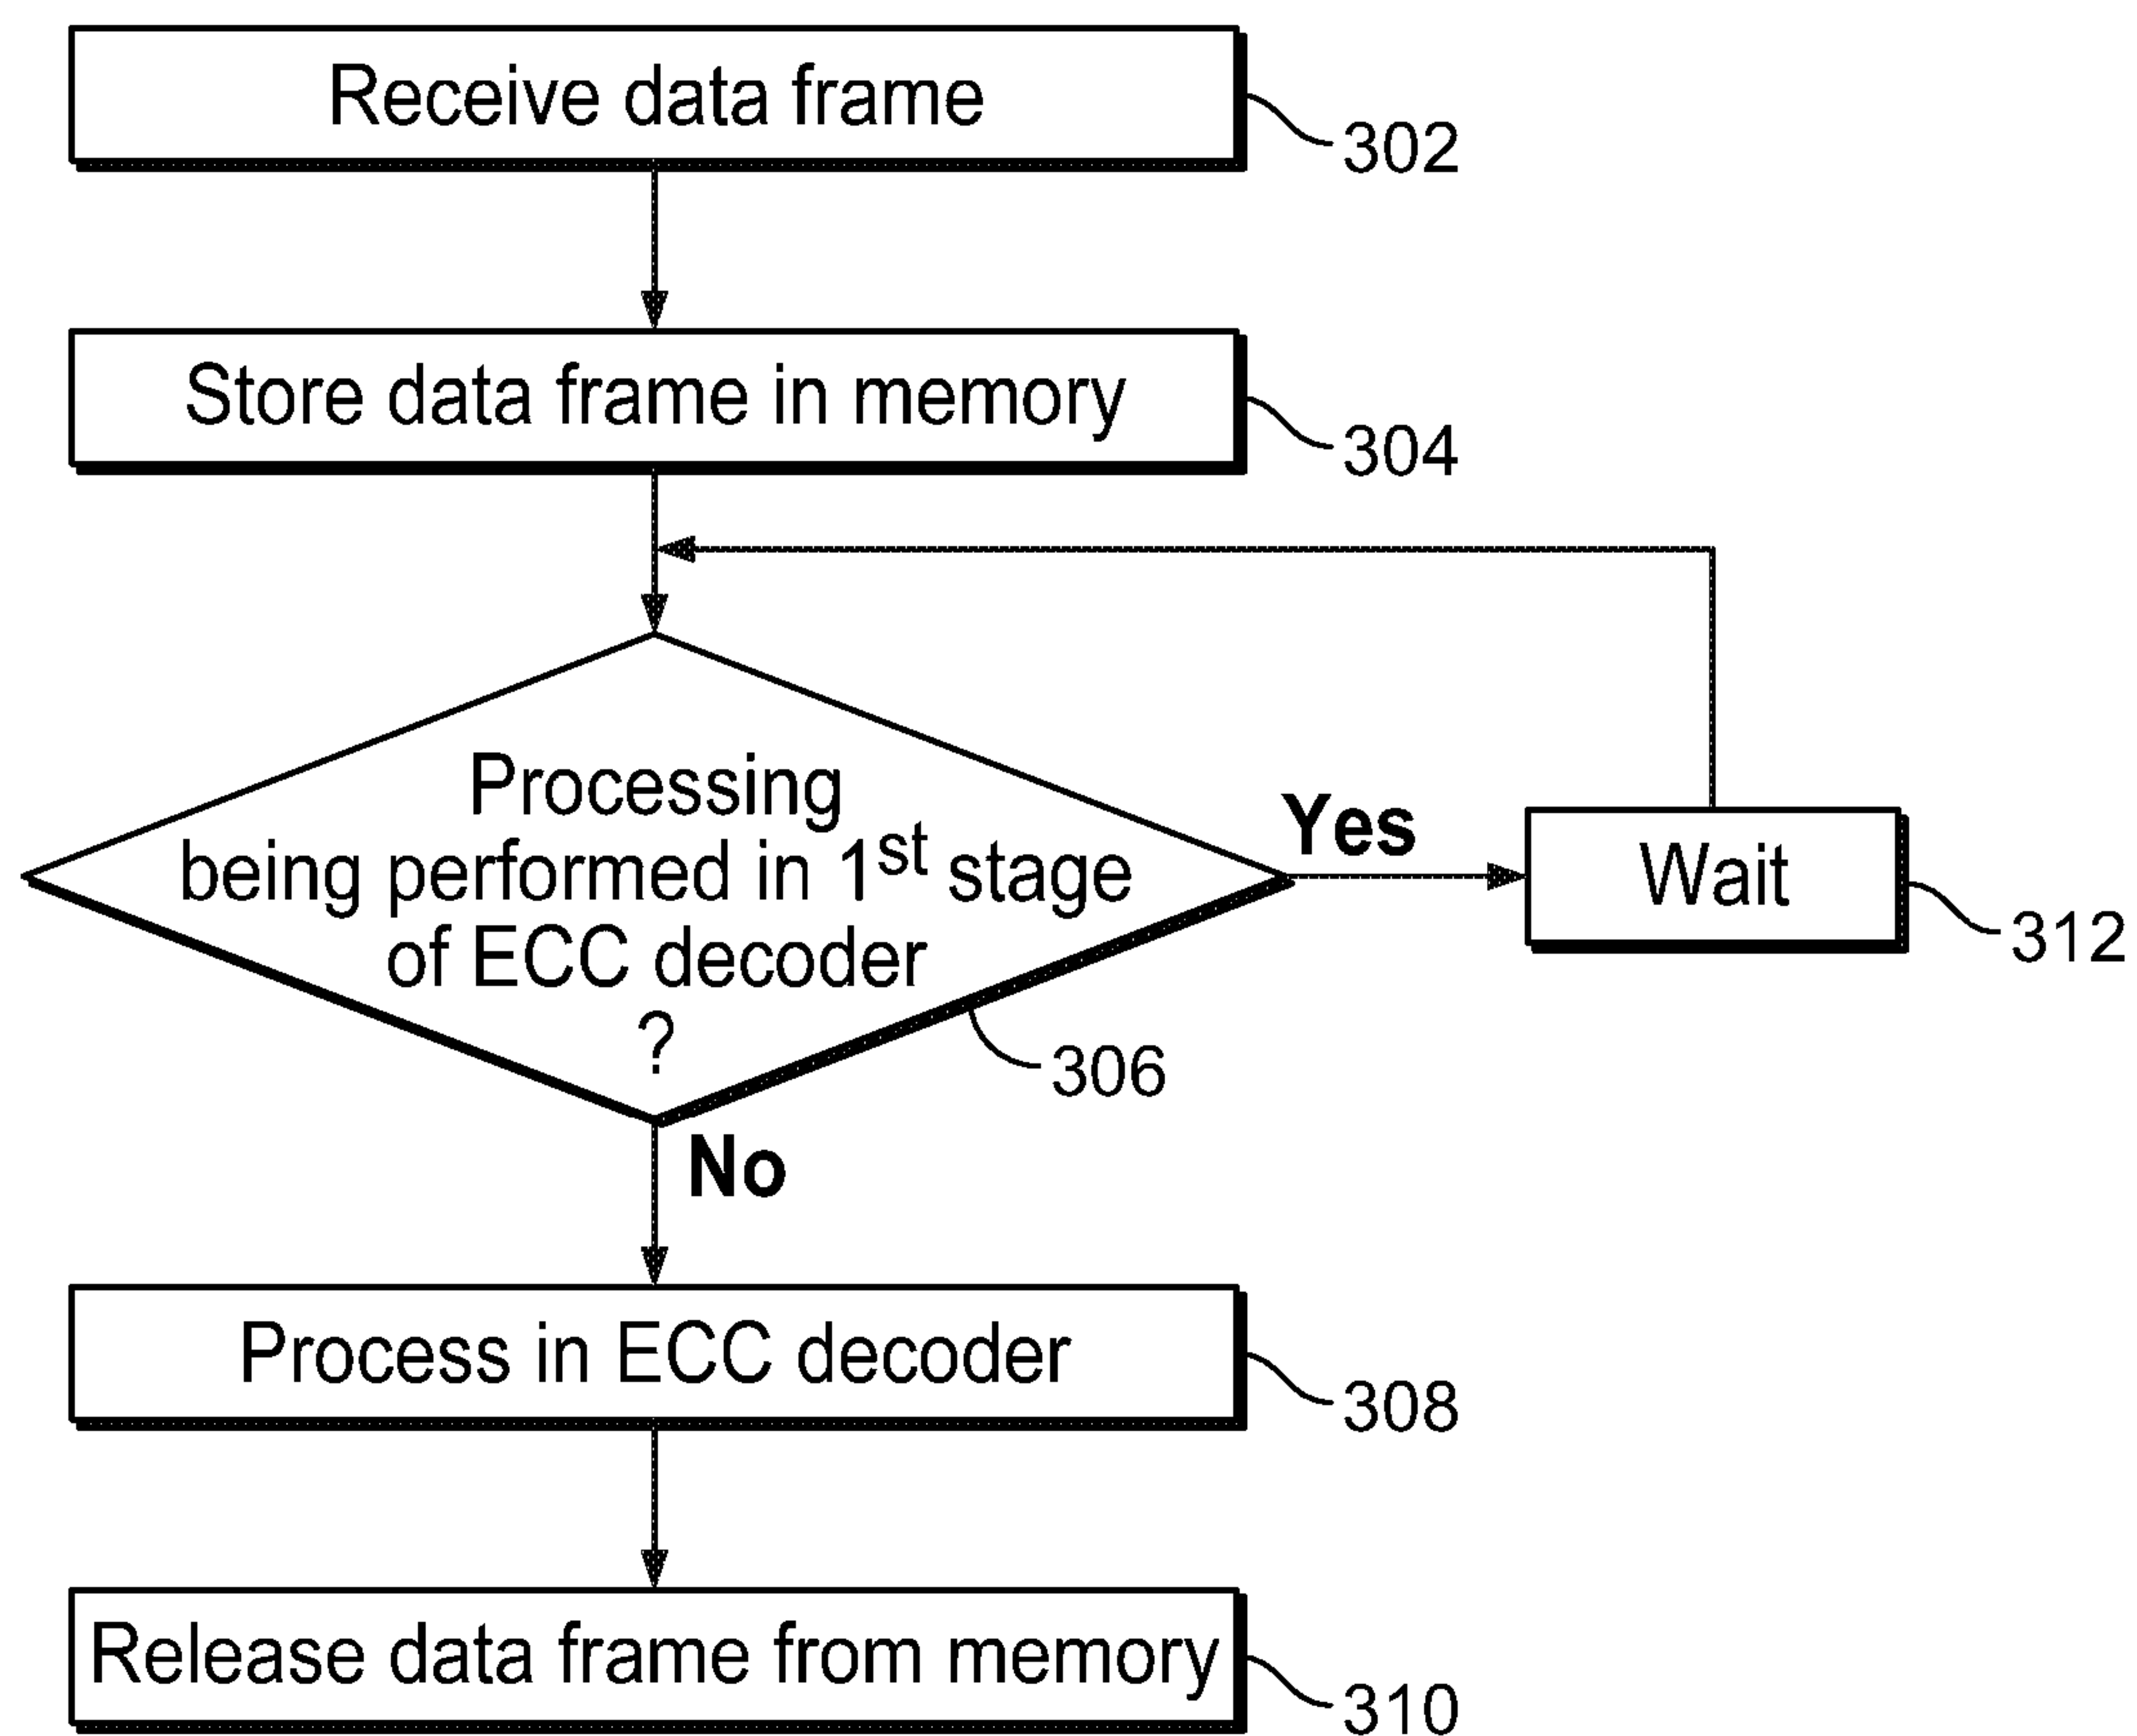 Receive data frame
302
Store data frame in memory
304
Processing
being performed in 1st stage
of ECC decoder
?
306
Yes
Wait
312
No
Process in ECC decoder
308
Release data frame from memory
310